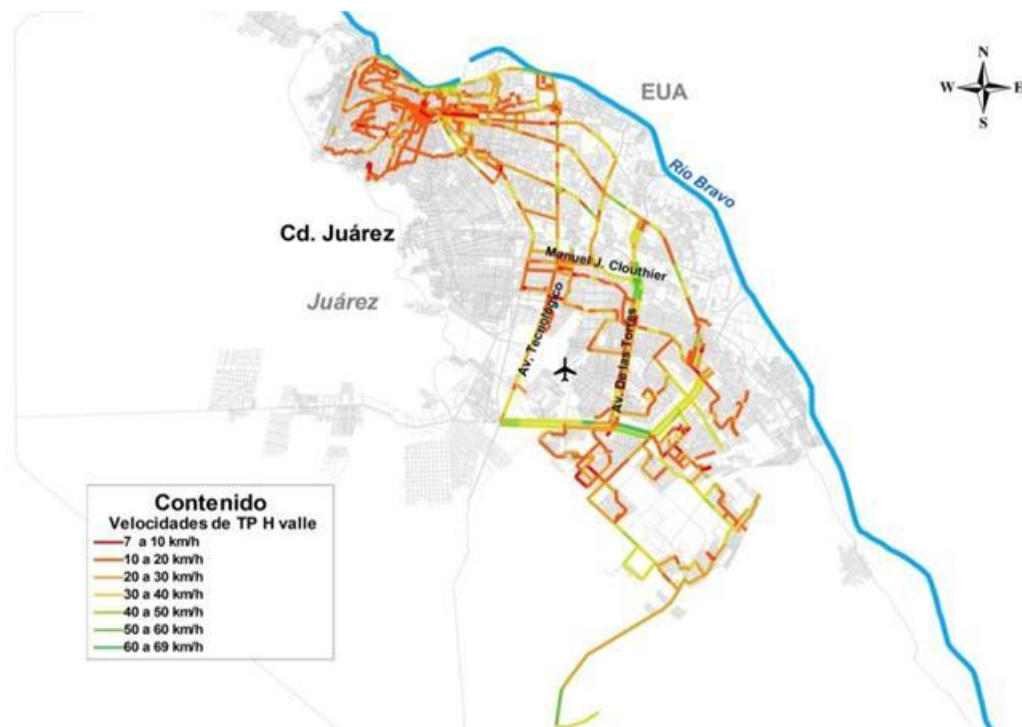 N
W E
S
EUA
Río Bravo
Cd. Juárez
Manuel J. Clouthier
Juárez
Av. Tecnológico
Av. De las Torres
Contenido
Velocidades de TP H valle
7 a 10 km/h
10 a 20 km/h
20 a 30 km/h
30 a 40 km/h
40 a 50 km/h
50 a 60 km/h
60 a 69 km/h